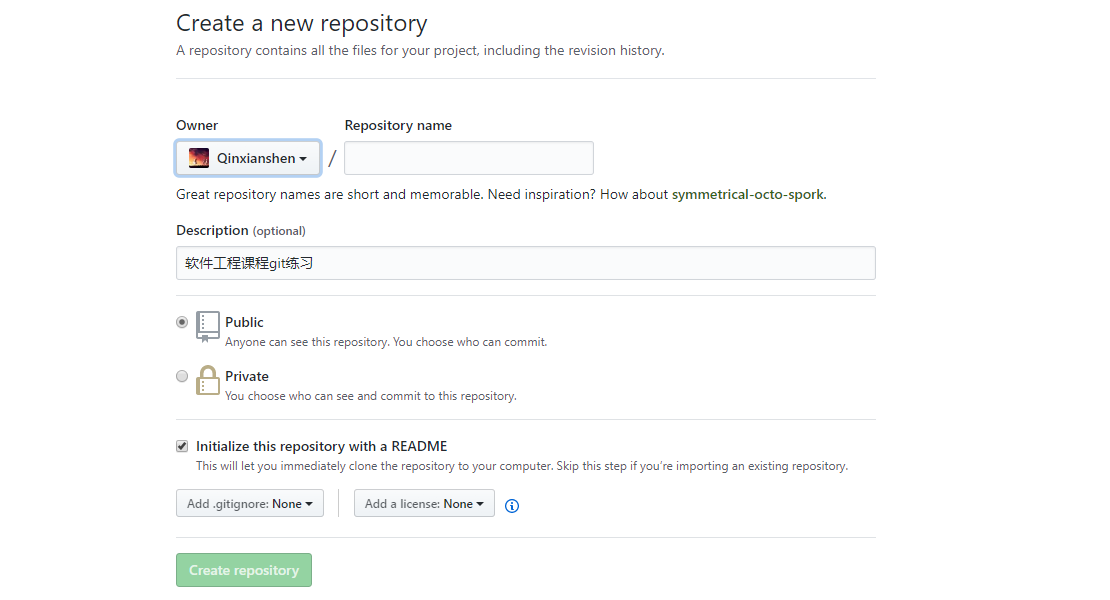 Create a new repository
A repository contains all the files for your project, including the revision history.
Owner
Repository name
Qinxianshen
/
Great repository names are short and memorable. Need inspiration? How about symmetrical-octo-spork.
Description (optional)
软件工程课程git练习
Public
Anyone can see this repository. You choose who can commit.
Private
You choose who can see and commit to this repository.
Initialize this repository with a README
This will let you immediately clone the repository to your computer. Skip this step if you’re importing an existing repository.
Add .gitignore: None
Add a license: None
Create repository